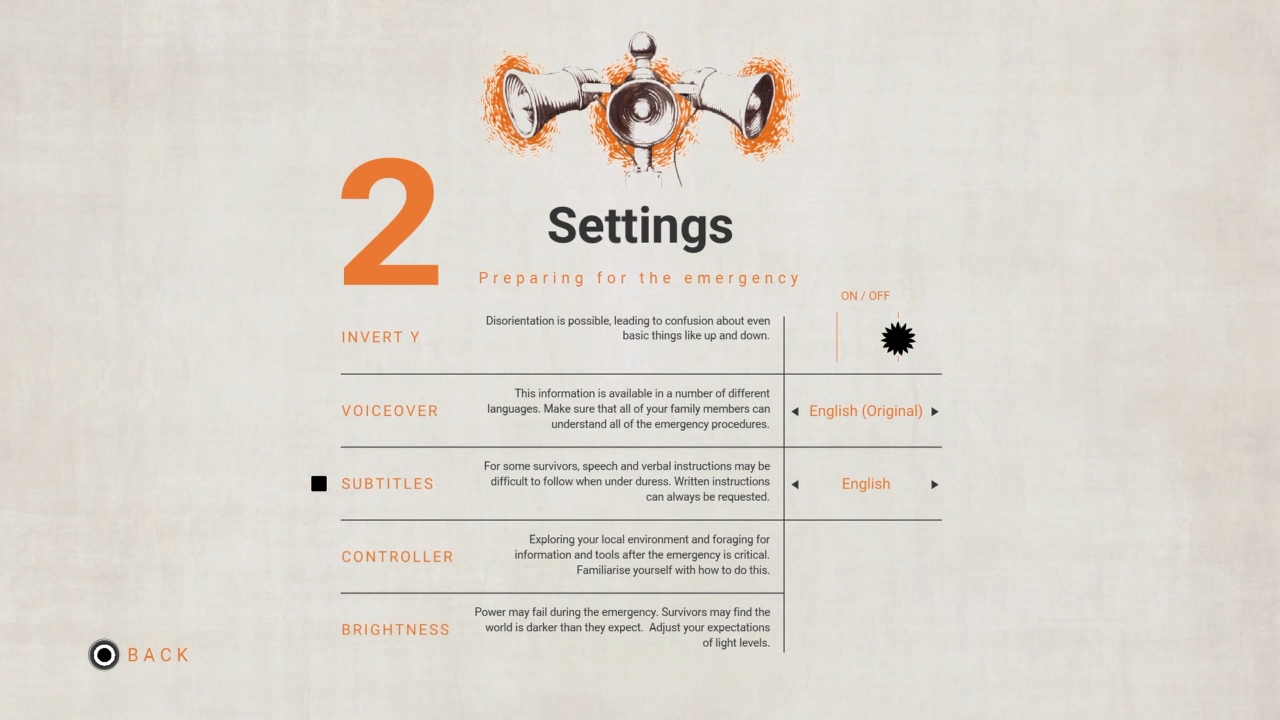 2
Settings
Preparing for the emergency
ON / OFF
INVERT Y
Disorientation is possible, leading to confusion about even
basic things like up and down.
VOICEOVER
This information is available in a number of different
languages. Make sure that all of your family members can
understand all of the emergency procedures.
English (Original)
SUBTITLES
For some survivors, speech and verbal instructions may be
difficult to follow when under duress. Written instructions
can always be requested.
English
CONTROLLER
Exploring your local environment and foraging for
information and tools after the emergency is critical.
Familiarise yourself with how to do this.
BRIGHTNESS
Power may fail during the emergency. Survivors may find the
world is darker than they expect.  Adjust your expectations
of light levels.
BACK